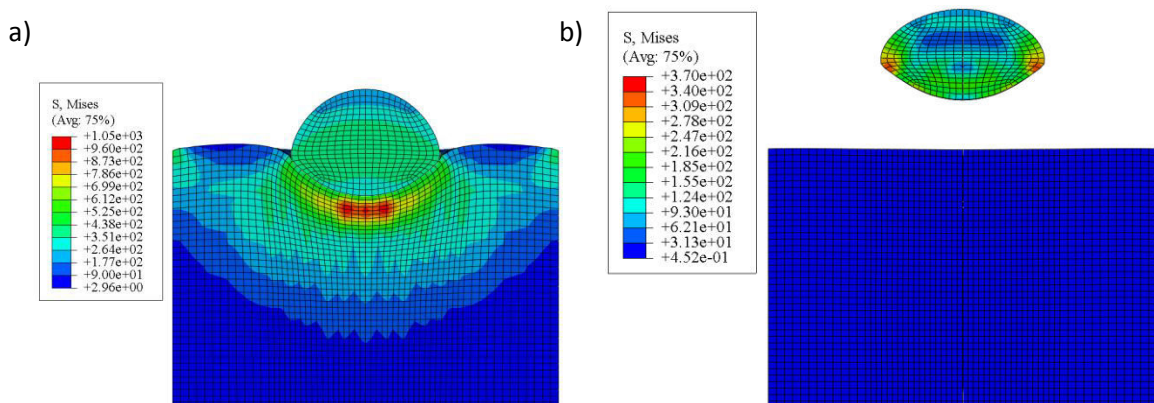 a)
S, Mises
(Avg: 75%)
+1.05e+03
+9.60e+02
+8.73e+02
+7.86e+02
+6.99e+02
+6.12e+02
+5.25e+02
+4.38e+02
+3.51e+02
+2.64e+02
+1.77e+02
+9.00e+01
+2.96e+00
b)
S, Mises
(Avg: 75%)
+3.70e+02
+3.40e+02
+3.09e+02
+2.78e+02
+2.47e+02
+2.16e+02
+1.85e+02
+1.55e+02
+1.24e+02
+9.30e+01
+6.21e+01
+3.13e+01
+4.52e-01